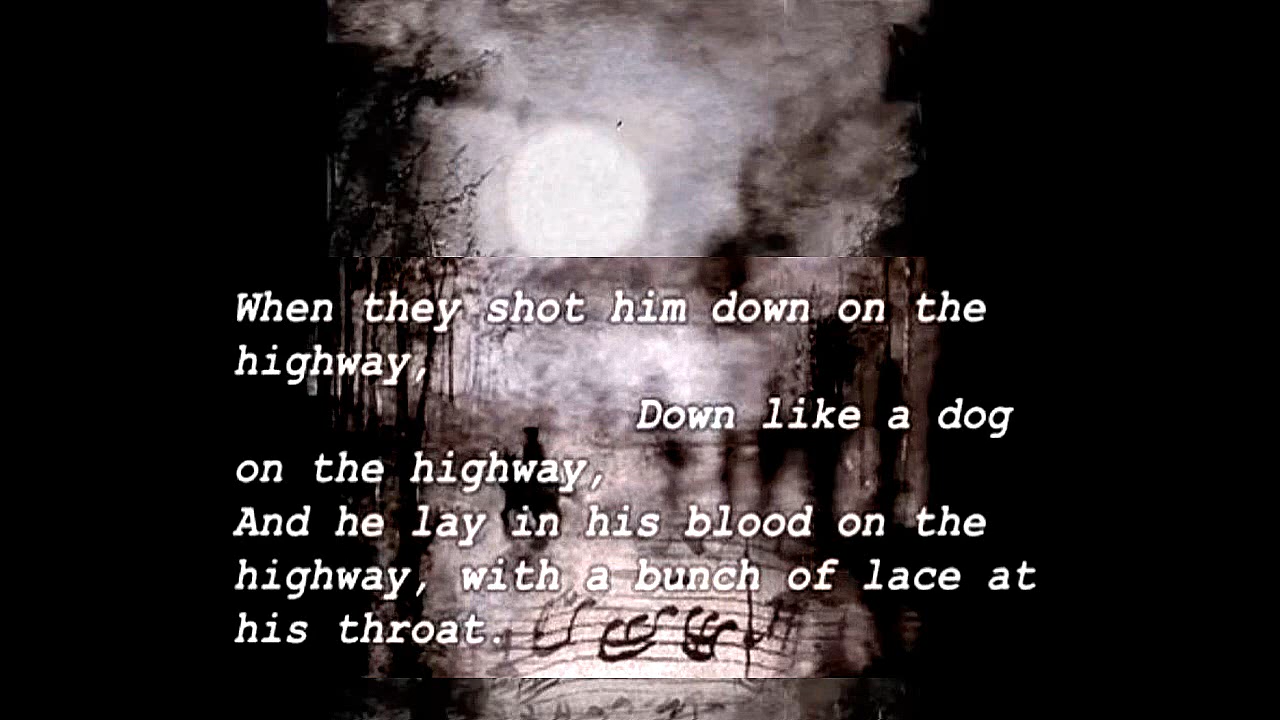 When they shot him down on the
highway,
Down like a dog
on the highway,
And he lay in his blood on the
highway, with a bunch of lace at
his throat.